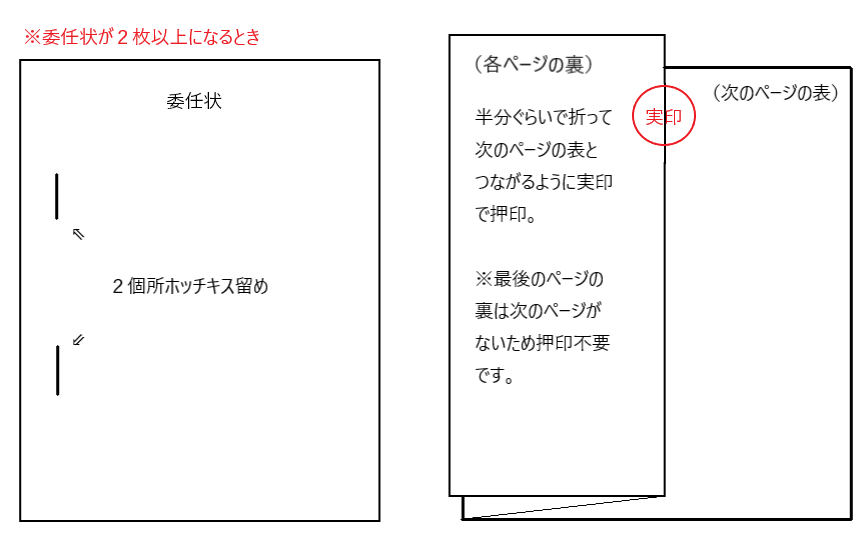 ※委任状が２枚以上になるとき
委任状
２個所ホッチキス留め
（各ページの裏）
半分ぐらいで折って
次のページの表と
つながるように実印
で押印。
※最後のページの
裏は次のページが
ないため押印不要
です。
実印
（次のページの表）